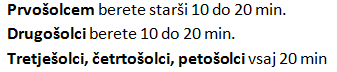 Prvošolcem berete starši 10 do 20 min.
Drugošolci berete 10 do 20 min.
Tretješolci, četrtošolci, petošolci vsaj 20 min